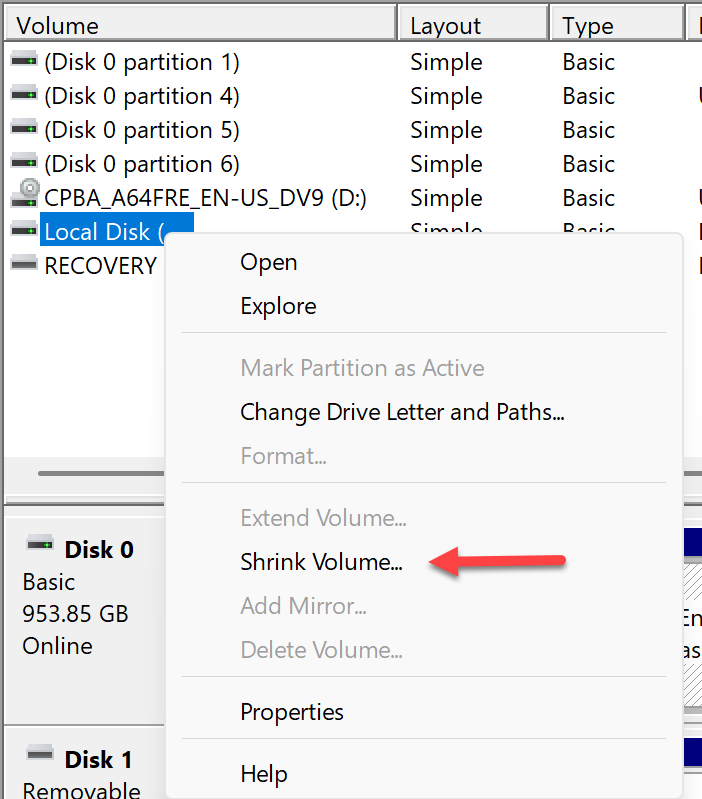 Volume Layout Type
(Disk 0 partition 1) Simple Basic
(Disk 0 partition 4) Simple Basic
(Disk 0 partition 5) Simple Basic
(Disk 0 partition 6) Simple Basic
CPBA_A64FRE_EN-US_DV9 (D:) Simple Basic
Local Disk ( Simple Basic
RECOVERY
Open
Explore
Mark Partition as Active
Change Drive Letter and Paths...
Format...
Extend Volume...
Shrink Volume...
Add Mirror...
Delete Volume...
Properties
Help
Disk 0
Basic
953.85 GB
Online
En
as
Disk 1
Removable